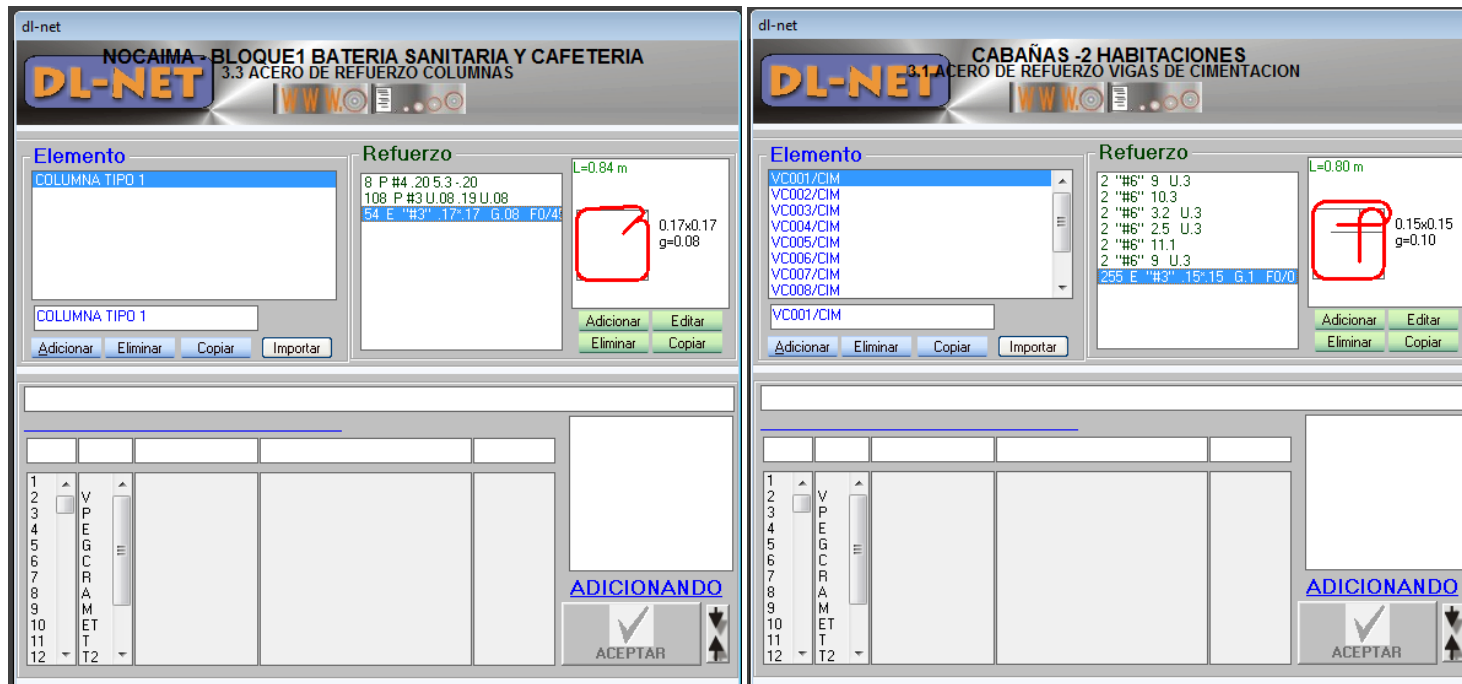 dl-net
NOCAIMA - BLOQUE1 BATERIA SANITARIA Y CAFETERIA
3.3 ACERO DE REFUERZO COLUMNAS
DL-NET
WWW.
Elemento
COLUMNA TIPO 1
COLUMNA TIPO 1
Adicionar Eliminar Copiar Importar
Refuerzo
8 P #4 .20 5.3 -.20
108 P #3 U.08 .19 U.08
54 E "#3" .17*.17 G.08 F0/45
L=0.84 m
0.17x0.17
g=0.08
Adicionar Editar
Eliminar Copiar
1
2 V
3 P
4 E
5 G
6 C
7 R
8 A
9 M
10 ET
11 T
12 T2
ADICIONANDO
ACEPTAR
dl-net
CABAÑAS -2 HABITACIONES
3.1 ACERO DE REFUERZO VIGAS DE CIMENTACION
DL-NET
WWW.
Elemento
VC001/CIM
VC002/CIM
VC003/CIM
VC004/CIM
VC005/CIM
VC006/CIM
VC007/CIM
VC008/CIM
VC001/CIM
Adicionar Eliminar Copiar Importar
Refuerzo
2 "#6" 9 U.3
2 "#6" 10.3
2 "#6" 3.2 U.3
2 "#6" 2.5 U.3
2 "#6" 11.1
2 "#6" 9 U.3
255 E "#3" .15*.15 G.1 F0/0
L=0.80 m
0.15x0.15
g=0.10
Adicionar Editar
Eliminar Copiar
1
2 V
3 P
4 E
5 G
6 C
7 R
8 A
9 M
10 ET
11 T
12 T2
ADICIONANDO
ACEPTAR